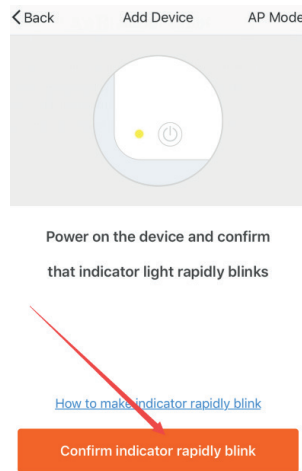 Back Add Device AP Mode
Power on the device and confirm
that indicator light rapidly blinks
How to make indicator rapidly blink
Confirm indicator rapidly blink